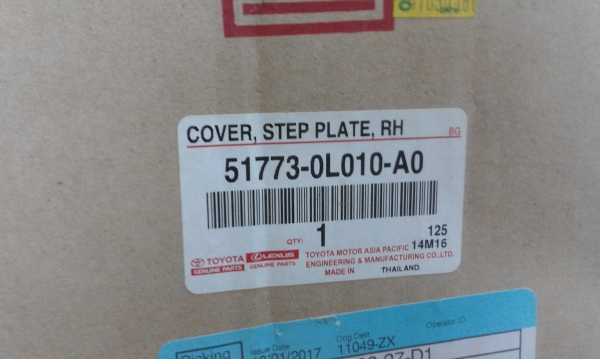 COVER, STEP PLATE, RH BG
51773-0L010-A0
QTY: 1 125
14M16
TOYOTA LEXUS
GENUINE PARTS GENUINE PARTS
TOYOTA MOTOR ASIA PACIFIC
ENGINEERING & MANUFACTURING CO.,LTD.
MADE IN THAILAND
Picking
Issue Date
Orig Dest
Operator ID
11049-ZX